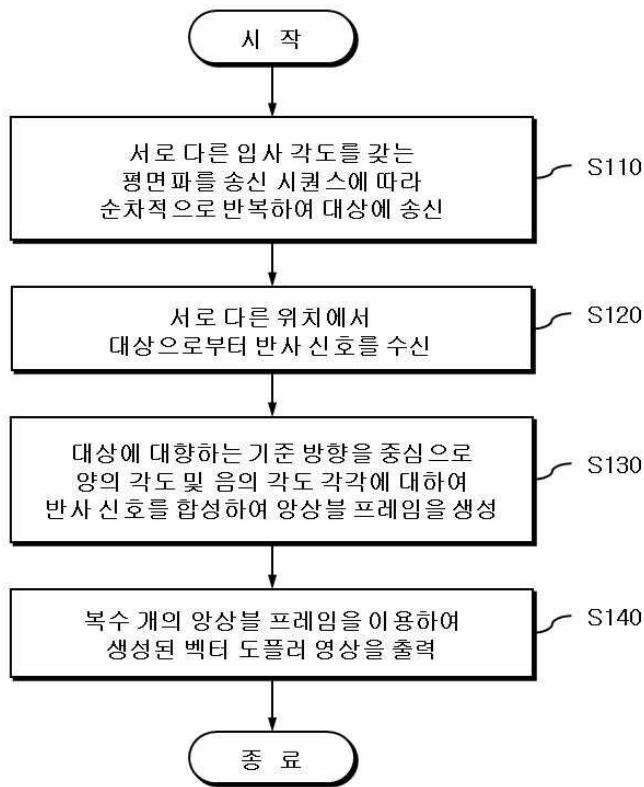 시 작
서로 다른 입사 각도를 갖는
평면파를 송신 시퀀스에 따라
순차적으로 반복하여 대상에 송신
S110
서로 다른 위치에서
대상으로부터 반사 신호를 수신
S120
대상에 대향하는 기준 방향을 중심으로
양의 각도 및 음의 각도 각각에 대하여
반사 신호를 합성하여 앙상블 프레임을 생성
S130
복수 개의 앙상블 프레임을 이용하여
생성된 벡터 도플러 영상을 출력
S140
종 료